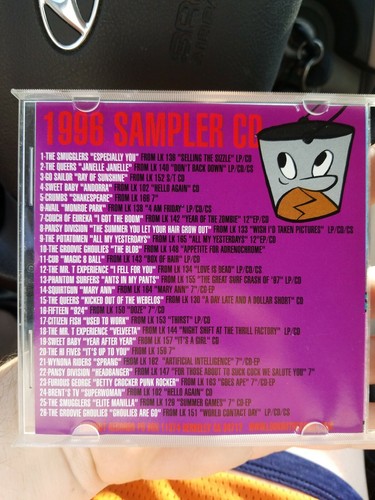 1996 SAMPLER CD
1-THE SMUGGLERS "ESPECIALLY YOU" FROM LK 136 "SELLING THE SIZZLE" LP/CD
2-THE QUEERS "JANELLE JANELLE" FROM LK 140 "DON'T BACK DOWN" LP/CD/CS
3-GO SAILOR "RAY OF SUNSHINE" FROM LK 152 S/T CD
4-SWEET BABY "ANDORRA" FROM LK 102 "HELLO AGAIN" CD
5-CRUMBS "SHAKESPEARE" FROM LK 166 7"
6-AVAIL "MONROE PARK" FROM LK 138 "4 AM FRIDAY" LP/CD/CS
7-COUCH OF EUREKA "I GOT THE DOOM" FROM LK 142 "YEAR OF THE ZOMBIE" 12"EP/CD
8-PANSY DIVISION "THE SUMMER YOU LET YOUR HAIR GROW OUT" FROM LK 133 "WISH I'D TAKEN PICTURES" LP/CD/CS
9-THE POTATOMEN "ALL MY YESTERDAYS" FROM LK 165 "ALL MY YESTERDAYS" 12"EP/CD
10-THE GROOVIE GHOULIES "THE BLOB" FROM LK 148 "APPETITE FOR ADRENOCHROME"
11-CUB "MAGIC 8 BALL" FROM LK 143 "BOX OF HAIR" LP/CD
12-THE MR. T EXPERIENCE "I FELL FOR YOU" FROM LK 134 "LOVE IS DEAD" LP/CD/CS
13-PHANTOM SURFERS "ANTS IN MY PANTS" FROM LK 155 "THE GREAT SURF CRASH OF '97" LP/CD
14-SQUIRTGUN "MARY ANN" FROM LK 164 "MARY ANN" 7" CD-EP
15-THE QUEERS "KICKED OUT OF THE WEBELOS" FROM LK 130 "A DAY LATE AND A DOLLAR SHORT" CD
16-FIFTEEN "924" FROM LK 150 "OOZE" 7"/CD
17-CITIZEN FISH "USED TO WORK" FROM LK 153 "THIRST" LP/CD
18-THE MR. T EXPERIENCE "VELVEETA" FROM LK 144 "NIGHT SHIFT AT THE THRILL FACTORY" LP/CD
19-SWEET BABY "YEAR AFTER YEAR" FROM LK 157 "IT'S A GIRL" CD
20-THE HI FIVES "IT'S UP TO YOU" FROM LK 156 7"
21-WYNONA RIDERS "SPRANG" FROM LK 162 "ARTIFICIAL INTELLIGENCE" 7"/CD-EP
22-PANSY DIVISION "HEADBANGER" FROM LK 147 "FOR THOSE ABOUT TO SUCK COCK WE SALUTE YOU" 7"
23-FURIOUS GEORGE "BETTY CROCKER PUNK ROCKER" FROM LK 163 "GOES APE" 7"/CD-EP
24-BRENT'S TV "SUPERWOMAN" FROM LK 102 "HELLO AGAIN" CD
25-THE SMUGGLERS "ELITE MANILLA" FROM LK 129 "SUMMER GAMES" 7" CD-EP
26-THE GROOVIE GHOULIES "GHOULIES ARE GO" FROM LK 151 "WORLD CONTACT DAY" LP/CD/CS